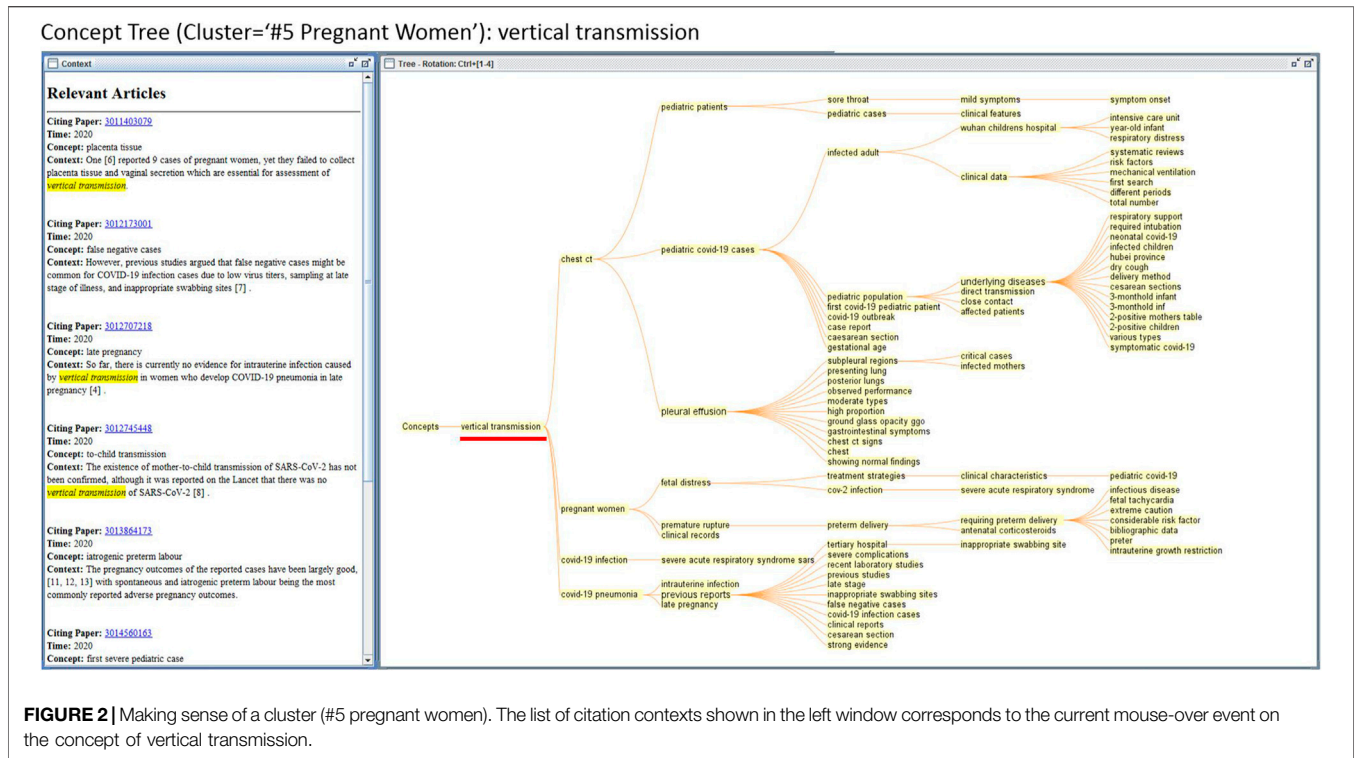 Concept Tree (Cluster=‘#5 Pregnant Women’): vertical transmission
Context
Relevant Articles
Citing Paper: 3011403079
Time: 2020
Concept: placenta tissue
Context: One [6] reported 9 cases of pregnant women, yet they failed to collect
placenta tissue and vaginal secretion which are essential for assessment of
vertical transmission.
Citing Paper: 3012173001
Time: 2020
Concept: false negative cases
Context: However, previous studies argued that false negative cases might be
common for COVID-19 infection cases due to low virus titers, sampling at late
stage of illness, and inappropriate swabbing sites [7] .
Citing Paper: 3012707218
Time: 2020
Concept: late pregnancy
Context: So far, there is currently no evidence for intrauterine infection caused
by vertical transmission in women who develop COVID-19 pneumonia in late
pregnancy [4] .
Citing Paper: 3012745448
Time: 2020
Concept: to-child transmission
Context: The existence of mother-to-child transmission of SARS-CoV-2 has not
been confirmed, although it was reported on the Lancet that there was no
vertical transmission of SARS-CoV-2 [8] .
Citing Paper: 3013864173
Time: 2020
Concept: iatrogenic preterm labour
Context: The pregnancy outcomes of the reported cases have been largely good,
[11, 12, 13] with spontaneous and iatrogenic preterm labour being the most
commonly reported adverse pregnancy outcomes.
Citing Paper: 3014560163
Time: 2020
Concept: first severe pediatric case
Tree - Rotation: Ctrl+[1-4]
Concepts
vertical transmission
chest ct
pregnant women
covid-19 infection
covid-19 pneumonia
pediatric patients
pediatric covid-19 cases
pleural effusion
fetal distress
premature rupture
clinical records
severe acute respiratory syndrome sars
intrauterine infection
previous reports
late pregnancy
sore throat
pediatric cases
infected adult
pediatric population
first covid-19 pediatric patient
covid-19 outbreak
case report
caesarean section
gestational age
subpleural regions
presenting lung
posterior lungs
observed performance
moderate types
high proportion
ground glass opacity ggo
gastrointestinal symptoms
chest ct signs
chest
showing normal findings
treatment strategies
cov-2 infection
preterm delivery
tertiary hospital
severe complications
recent laboratory studies
previous studies
late stage
inappropriate swabbing sites
false negative cases
covid-19 infection cases
clinical reports
cesarean section
strong evidence
mild symptoms
clinical features
wuhan childrens hospital
clinical data
underlying diseases
direct transmission
close contact
affected patients
critical cases
infected mothers
clinical characteristics
severe acute respiratory syndrome
requiring preterm delivery
antenatal corticosteroids
inappropriate swabbing site
symptom onset
intensive care unit
year-old infant
respiratory distress
systematic reviews
risk factors
mechanical ventilation
first search
different periods
total number
respiratory support
required intubation
neonatal covid-19
infected children
hubei province
dry cough
delivery method
cesarean sections
3-monthold infant
3-monthold inf
2-positive mothers table
2-positive children
various types
symptomatic covid-19
pediatric covid-19
infectious disease
fetal tachycardia
extreme caution
considerable risk factor
bibliographic data
preter
intrauterine growth restriction
FIGURE 2 | Making sense of a cluster (#5 pregnant women). The list of citation contexts shown in the left window corresponds to the current mouse-over event on
the concept of vertical transmission.